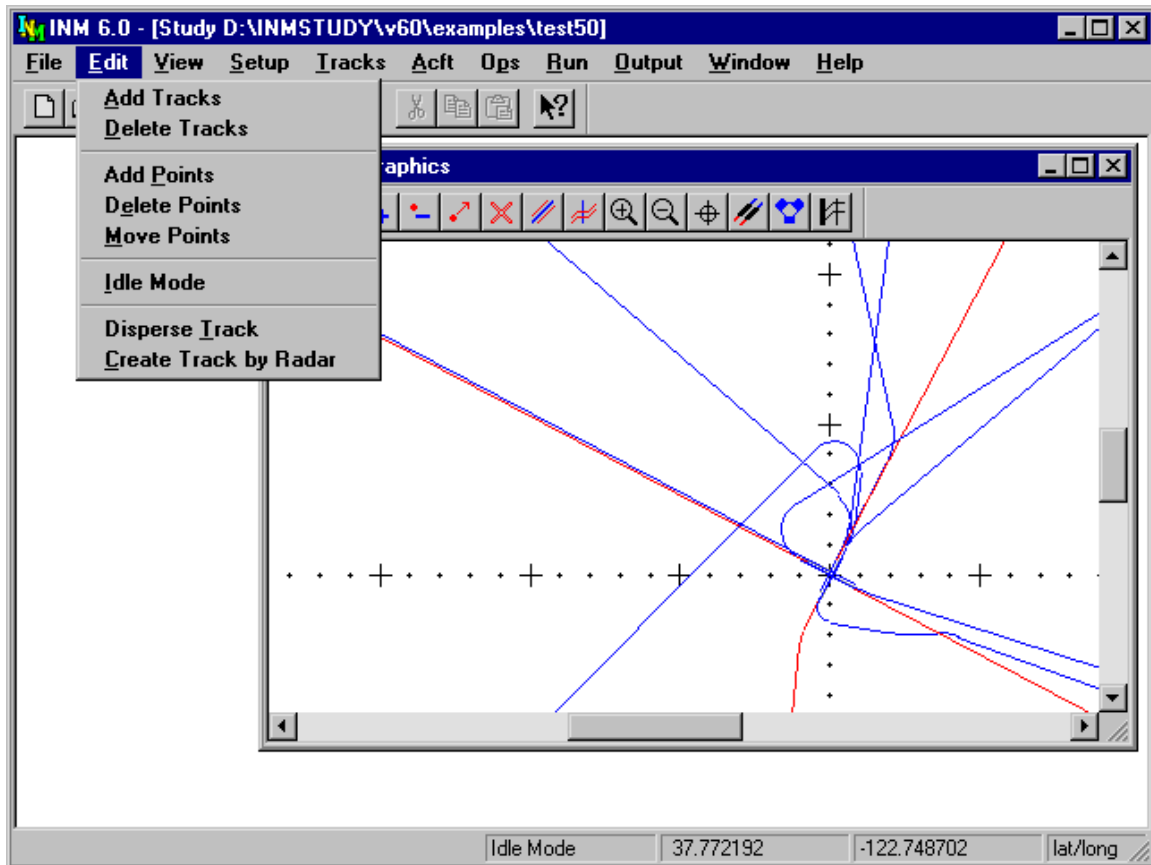 INM 6.0 - [Study D:\INMSTUDY\v60\examples\test50]
File Edit View Setup Tracks Acft Ops Run Output Window Help
Add Tracks
Delete Tracks
Add Points
Delete Points
Move Points
Idle Mode
Disperse Track
Create Track by Radar
raphics
Idle Mode 37.772192 -122.748702 lat/long